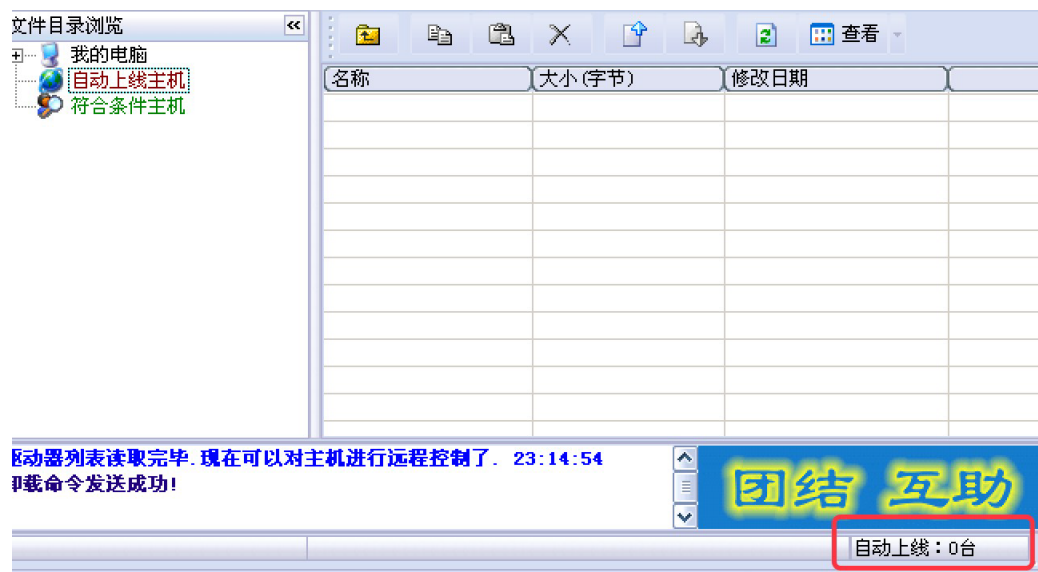 文件目录浏览
查看
我的电脑
自动上线主机
符合条件主机
名称 大小(字节) 修改日期
驱动器列表读取完毕.现在可以对主机进行远程控制了. 23:14:54
卸载命令发送成功!
团结 互助
自动上线：0台